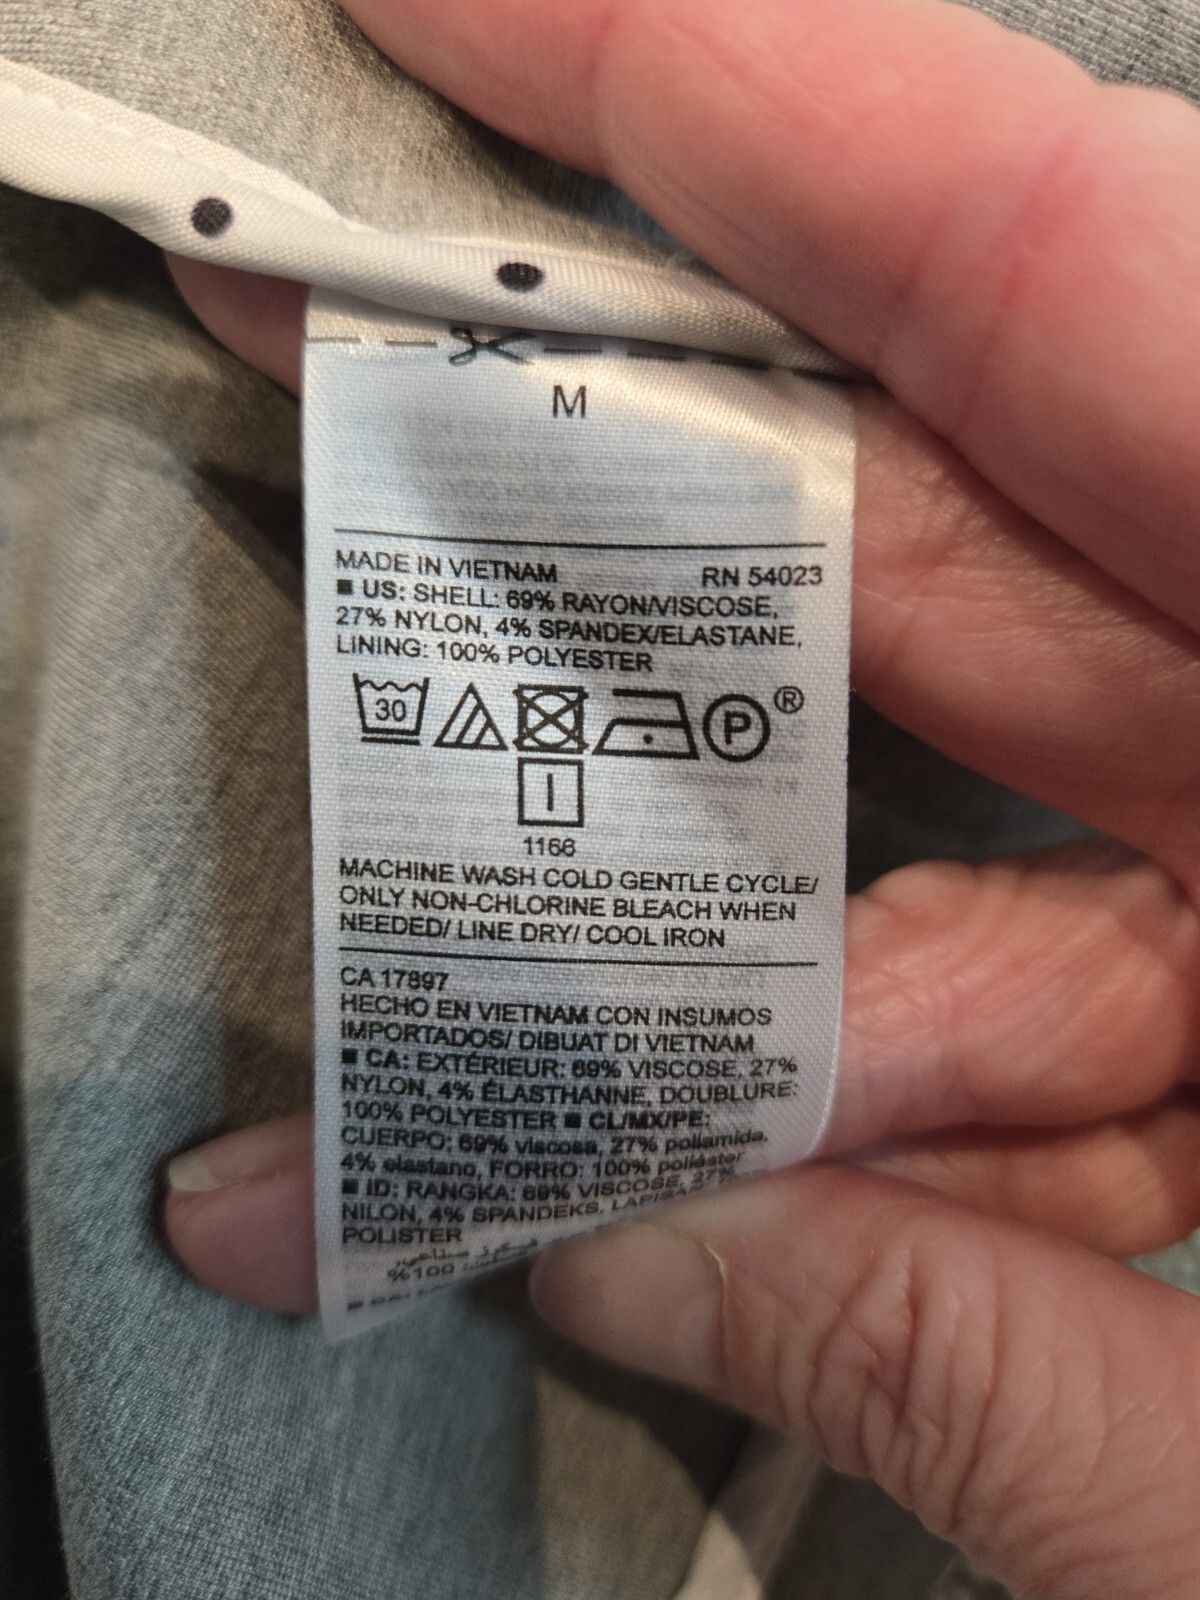 M
MADE IN VIETNAM RN 54023
■ US: SHELL: 69% RAYON/VISCOSE,
27% NYLON, 4% SPANDEX/ELASTANE,
LINING: 100% POLYESTER
30 P ®
1166
MACHINE WASH COLD GENTLE CYCLE/
ONLY NON-CHLORINE BLEACH WHEN
NEEDED/ LINE DRY/ COOL IRON
CA 17897
HECHO EN VIETNAM CON INSUMOS
IMPORTADOS/ DIBUAT DI VIETNAM
■ CA: EXTÉRIEUR: 69% VISCOSE, 27%
NYLON, 4% ÉLASTHANNE, DOUBLURE:
100% POLYESTER ■ CL/MX/PE:
CUERPO: 69% viscosa, 27% poliamida,
4% elastano, FORRO: 100% poliéster
■ ID: RANGKA: 69% VISCOSE, 27%
NILON, 4% SPANDEKS,
POLISTER
%100